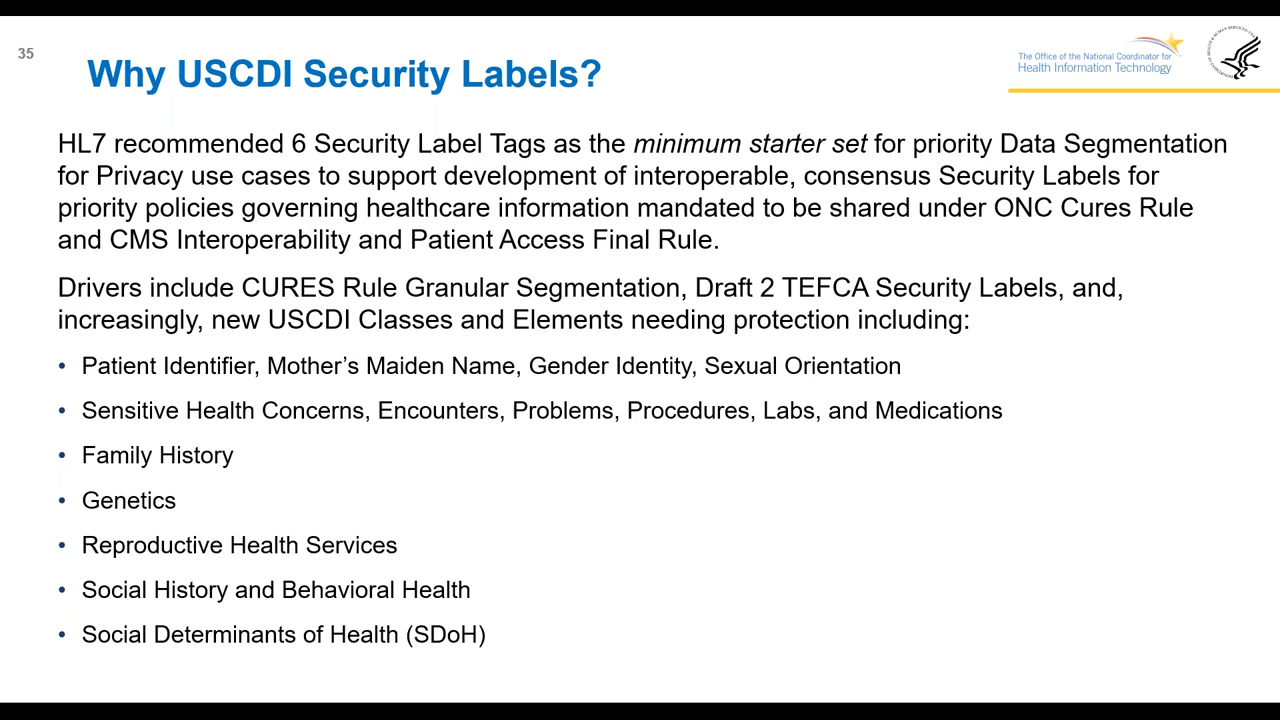 35
Why USCDI Security Labels?
The Office of the National Coordinator for
Health Information Technology
HL7 recommended 6 Security Label Tags as the minimum starter set for priority Data Segmentation
for Privacy use cases to support development of interoperable, consensus Security Labels for
priority policies governing healthcare information mandated to be shared under ONC Cures Rule
and CMS Interoperability and Patient Access Final Rule.
Drivers include CURES Rule Granular Segmentation, Draft 2 TEFCA Security Labels, and,
increasingly, new USCDI Classes and Elements needing protection including:
• Patient Identifier, Mother’s Maiden Name, Gender Identity, Sexual Orientation
• Sensitive Health Concerns, Encounters, Problems, Procedures, Labs, and Medications
• Family History
• Genetics
• Reproductive Health Services
• Social History and Behavioral Health
• Social Determinants of Health (SDoH)